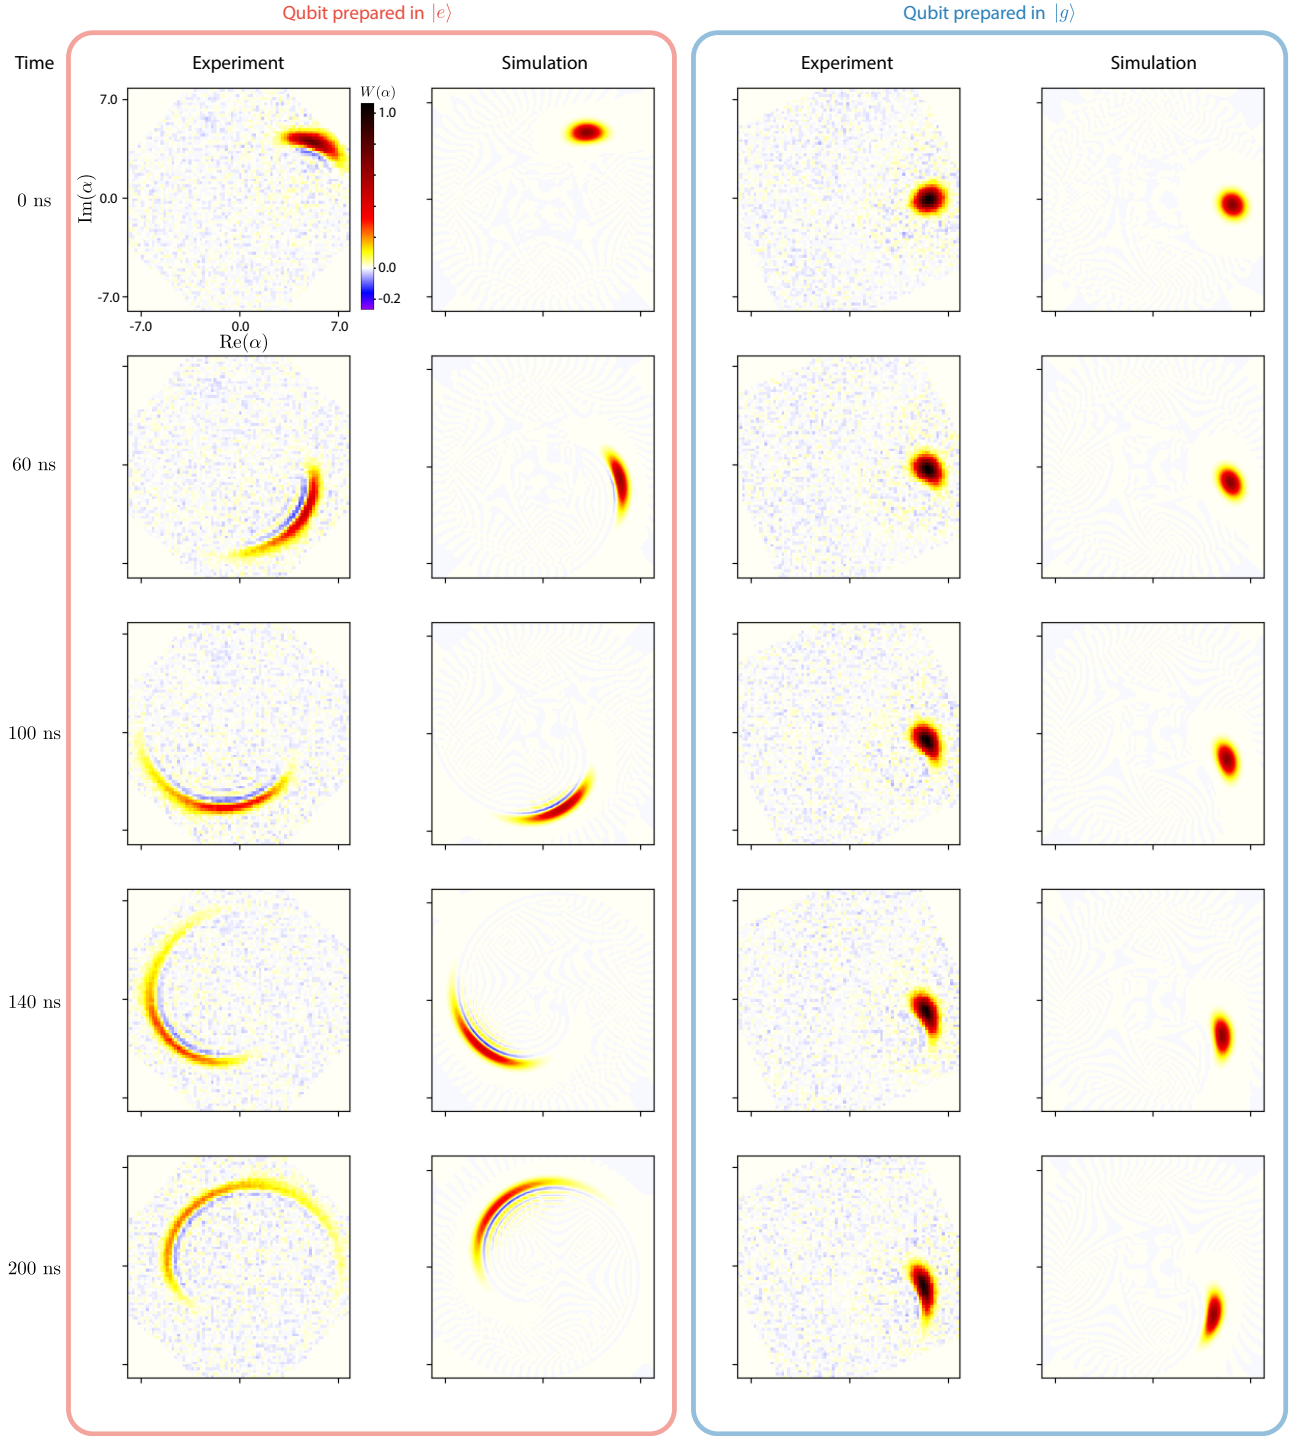 Qubit prepared in |e⟩ Qubit prepared in |g⟩
Time Experiment Simulation Experiment Simulation
W(α)
7.0 1.0
Im(α)
0 ns 0.0
0.0
-7.0 -0.2
-7.0 0.0 7.0
Re(α)
60 ns
100 ns
140 ns
200 ns